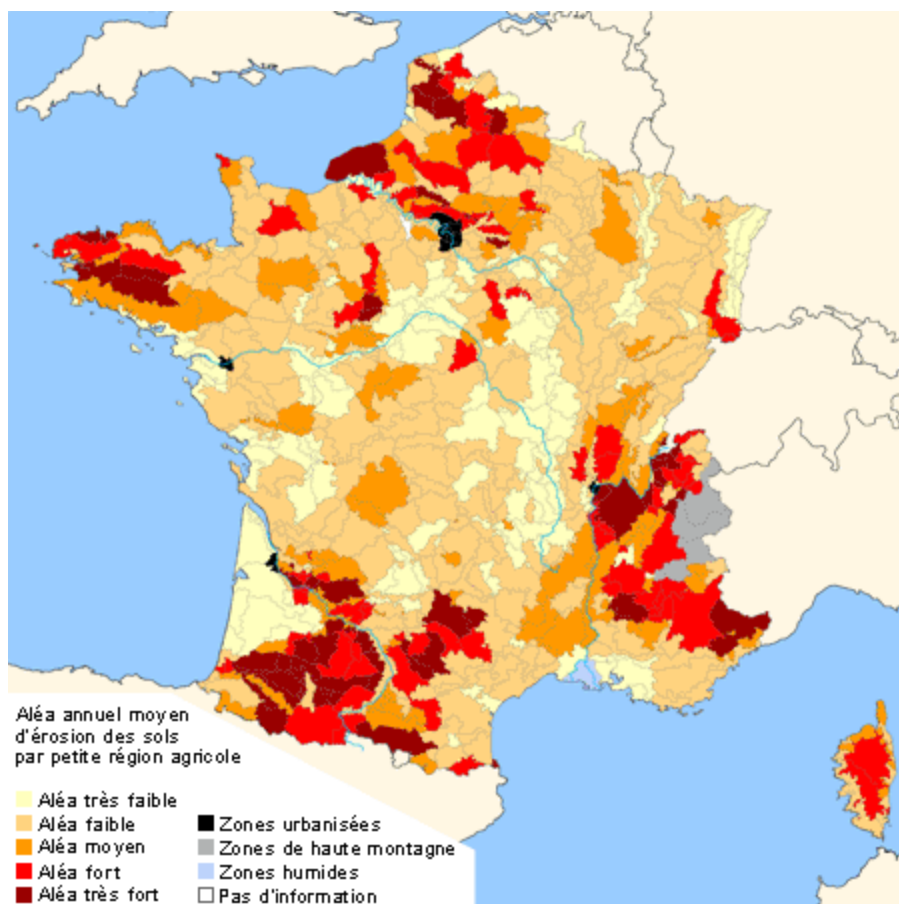 Aléa annuel moyen
d'érosion des sols
par petite région agricole
Aléa très faible
Aléa faible
Aléa moyen
Aléa fort
Aléa très fort
Zones urbanisées
Zones de haute montagne
Zones humides
Pas d'information